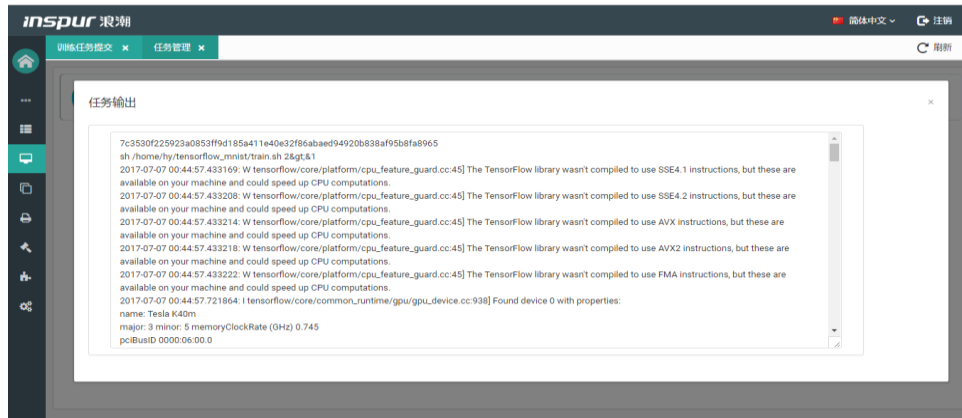 inspur 浪潮
简体中文
注销
训练任务提交 ×
任务管理 ×
刷新
任务输出
×
7c3530f225923a0853ff9d185a411e40e32f86abaed94920b838af95b8fa8965
sh /home/hy/tensorflow_mnist/train.sh 2&gt;&1
2017-07-07 00:44:57.433169: W tensorflow/core/platform/cpu_feature_guard.cc:45] The TensorFlow library wasn't compiled to use SSE4.1 instructions, but these are
available on your machine and could speed up CPU computations.
2017-07-07 00:44:57.433208: W tensorflow/core/platform/cpu_feature_guard.cc:45] The TensorFlow library wasn't compiled to use SSE4.2 instructions, but these are
available on your machine and could speed up CPU computations.
2017-07-07 00:44:57.433214: W tensorflow/core/platform/cpu_feature_guard.cc:45] The TensorFlow library wasn't compiled to use AVX instructions, but these are
available on your machine and could speed up CPU computations.
2017-07-07 00:44:57.433218: W tensorflow/core/platform/cpu_feature_guard.cc:45] The TensorFlow library wasn't compiled to use AVX2 instructions, but these are
available on your machine and could speed up CPU computations.
2017-07-07 00:44:57.433222: W tensorflow/core/platform/cpu_feature_guard.cc:45] The TensorFlow library wasn't compiled to use FMA instructions, but these are
available on your machine and could speed up CPU computations.
2017-07-07 00:44:57.721864: I tensorflow/core/common_runtime/gpu/gpu_device.cc:938] Found device 0 with properties:
name: Tesla K40m
major: 3 minor: 5 memoryClockRate (GHz) 0.745
pciBusID 0000:06:00.0